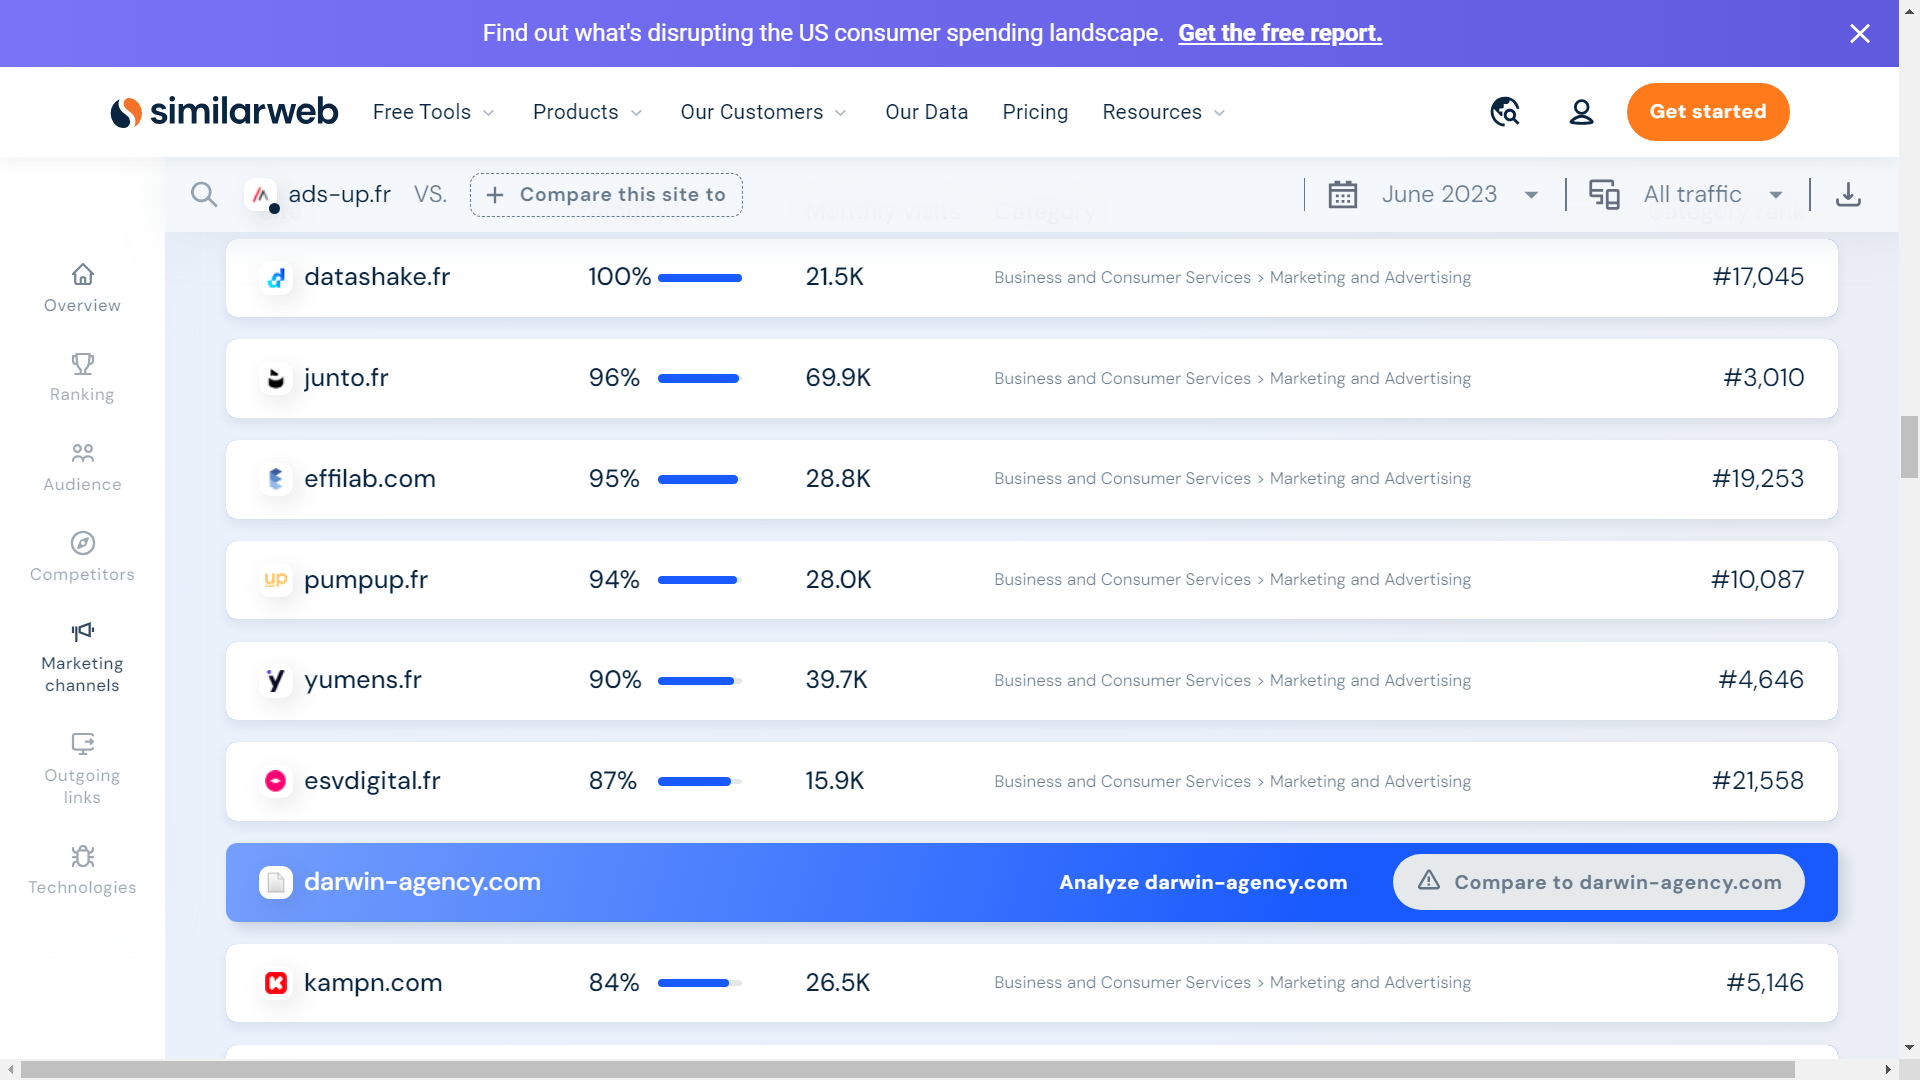 Find out what's disrupting the US consumer spending landscape. Get the free report.
similarweb Free Tools Products Our Customers Our Data Pricing Resources Get started
ads-up.fr VS. + Compare this site to June 2023 All traffic
Monthly visits Category Category rank
datashake.fr 100% 21.5K Business and Consumer Services > Marketing and Advertising #17,045
Overview
junto.fr 96% 69.9K Business and Consumer Services > Marketing and Advertising #3,010
Ranking
effilab.com 95% 28.8K Business and Consumer Services > Marketing and Advertising #19,253
Audience
pumpup.fr 94% 28.0K Business and Consumer Services > Marketing and Advertising #10,087
Competitors
yumens.fr 90% 39.7K Business and Consumer Services > Marketing and Advertising #4,646
Marketing
channels
esvdigital.fr 87% 15.9K Business and Consumer Services > Marketing and Advertising #21,558
Outgoing
links
darwin-agency.com Analyze darwin-agency.com Compare to darwin-agency.com
Technologies
kampn.com 84% 26.5K Business and Consumer Services > Marketing and Advertising #5,146